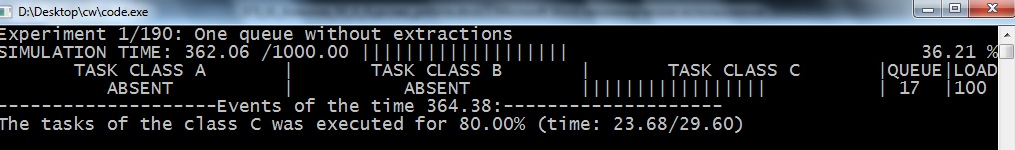 D:\Desktop\cw\code.exe
Experiment 1/190: One queue without extractions
SIMULATION TIME: 362.06 /1000.00 ||||||||||||||||||| 36.21 %
TASK CLASS A | TASK CLASS B | TASK CLASS C |QUEUE|LOAD
ABSENT | ABSENT ||||||||||||||||| | 17 |100
--------------------Events of the time 364.38:--------------------
The tasks of the class C was executed for 80.00% (time: 23.68/29.60)